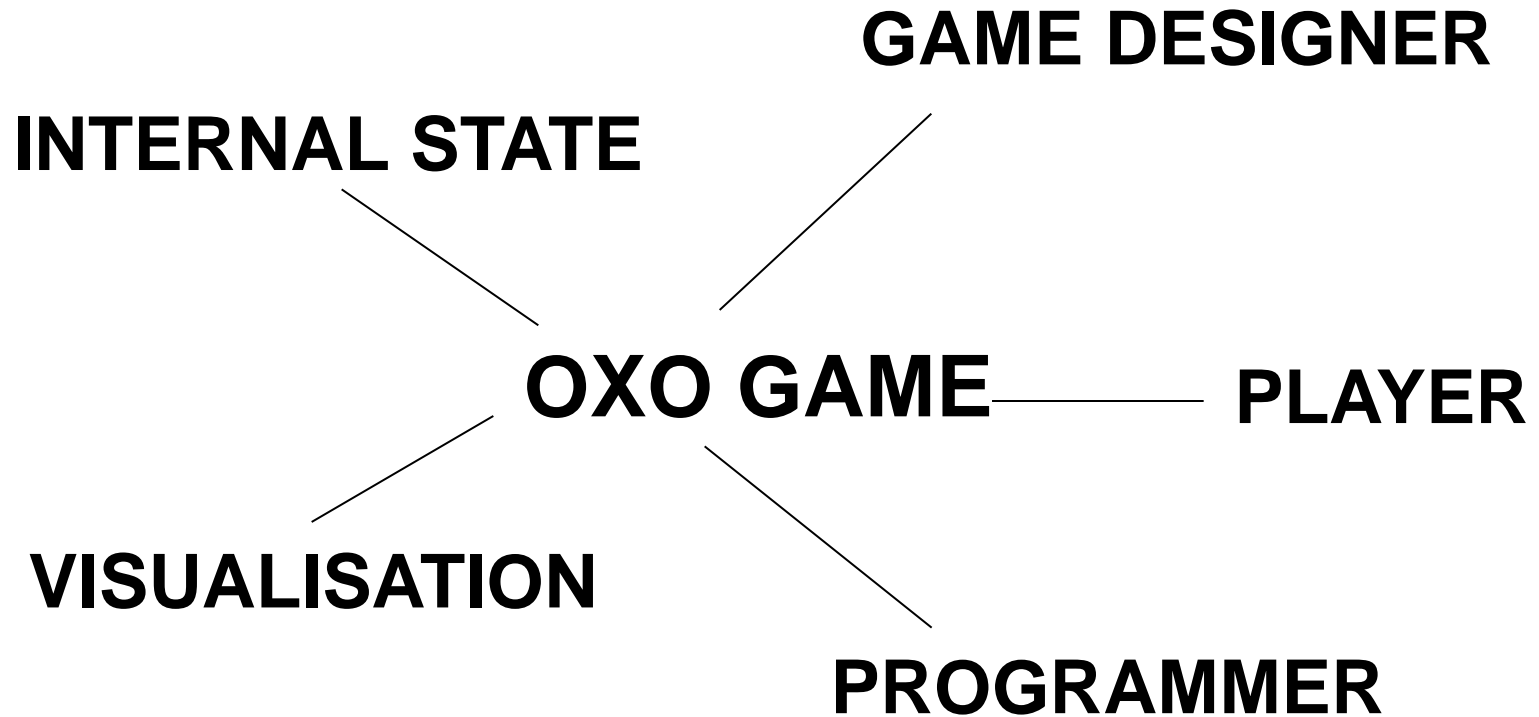 GAME DESIGNER
INTERNAL STATE
OXO GAME
PLAYER
VISUALISATION
PROGRAMMER